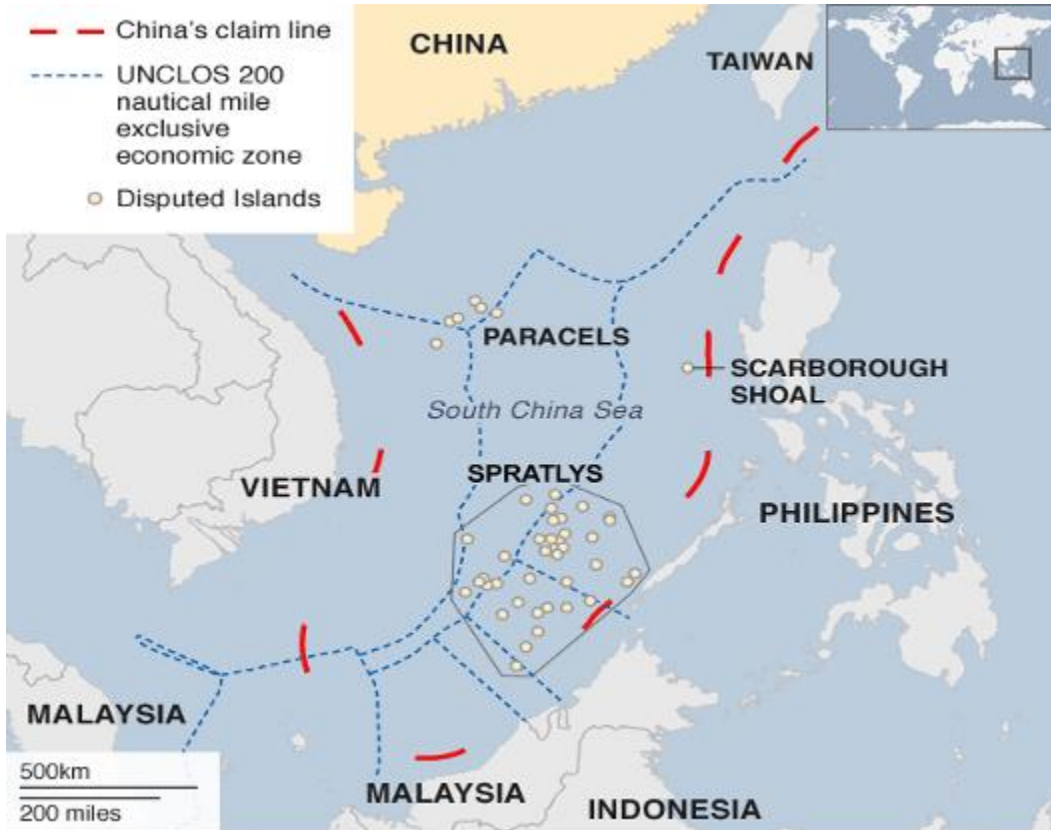 China's claim line
UNCLOS 200
nautical mile
exclusive
economic zone
Disputed Islands
CHINA
TAIWAN
PARACELS
SCARBOROUGH
SHOAL
South China Sea
SPRATLYS
VIETNAM
PHILIPPINES
MALAYSIA
500km
200 miles
MALAYSIA
INDONESIA